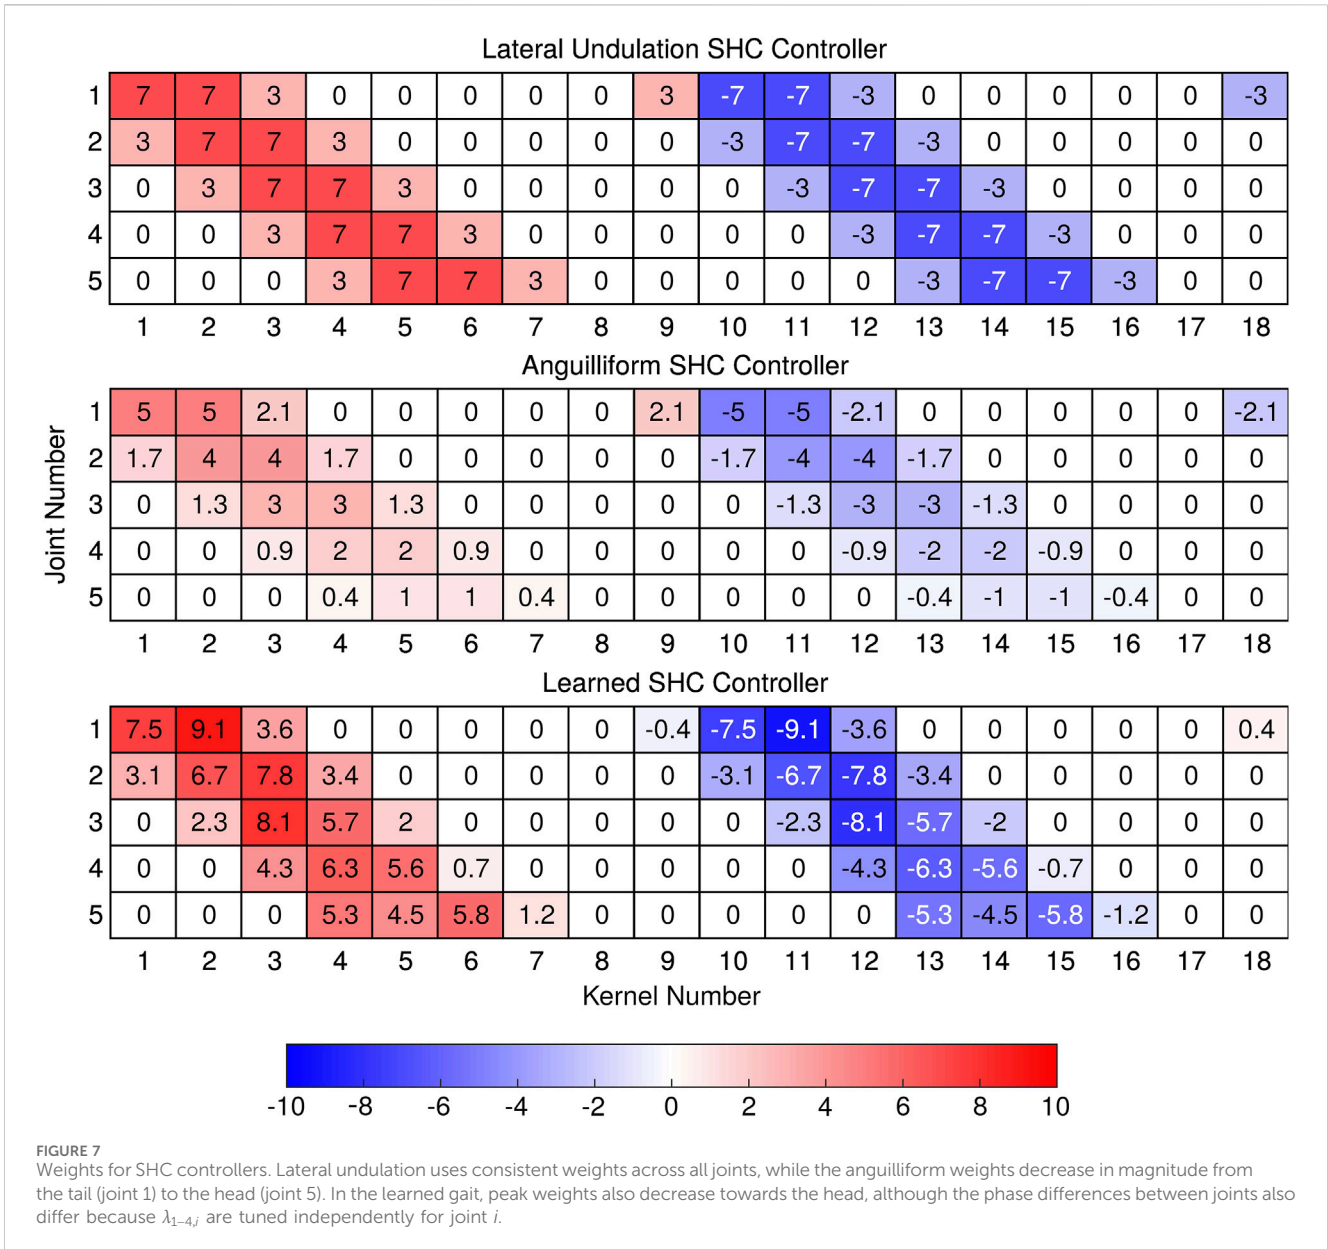 Lateral Undulation SHC Controller
1 7 7 3 0 0 0 0 0 3 -7 -7 -3 0 0 0 0 0 -3
2 3 7 7 3 0 0 0 0 0 -3 -7 -7 -3 0 0 0 0 0
3 0 3 7 7 3 0 0 0 0 0 -3 -7 -7 -3 0 0 0 0
4 0 0 3 7 7 3 0 0 0 0 0 -3 -7 -7 -3 0 0 0
5 0 0 0 3 7 7 3 0 0 0 0 0 -3 -7 -7 -3 0 0
1 2 3 4 5 6 7 8 9 10 11 12 13 14 15 16 17 18
Anguilliform SHC Controller
Joint Number
1 5 5 2.1 0 0 0 0 0 2.1 -5 -5 -2.1 0 0 0 0 0 -2.1
2 1.7 4 4 1.7 0 0 0 0 0 -1.7 -4 -4 -1.7 0 0 0 0 0
3 0 1.3 3 3 1.3 0 0 0 0 0 -1.3 -3 -3 -1.3 0 0 0 0
4 0 0 0.9 2 2 0.9 0 0 0 0 0 -0.9 -2 -2 -0.9 0 0 0
5 0 0 0 0.4 1 1 0.4 0 0 0 0 0 -0.4 -1 -1 -0.4 0 0
1 2 3 4 5 6 7 8 9 10 11 12 13 14 15 16 17 18
Learned SHC Controller
1 7.5 9.1 3.6 0 0 0 0 0 -0.4 -7.5 -9.1 -3.6 0 0 0 0 0 0.4
2 3.1 6.7 7.8 3.4 0 0 0 0 0 -3.1 -6.7 -7.8 -3.4 0 0 0 0 0
3 0 2.3 8.1 5.7 2 0 0 0 0 0 -2.3 -8.1 -5.7 -2 0 0 0 0
4 0 0 4.3 6.3 5.6 0.7 0 0 0 0 0 -4.3 -6.3 -5.6 -0.7 0 0 0
5 0 0 0 5.3 4.5 5.8 1.2 0 0 0 0 0 -5.3 -4.5 -5.8 -1.2 0 0
1 2 3 4 5 6 7 8 9 10 11 12 13 14 15 16 17 18
Kernel Number
-10 -8 -6 -4 -2 0 2 4 6 8 10
FIGURE 7
Weights for SHC controllers. Lateral undulation uses consistent weights across all joints, while the anguilliform weights decrease in magnitude from
the tail (joint 1) to the head (joint 5). In the learned gait, peak weights also decrease towards the head, although the phase differences between joints also
differ because λ1–4,i are tuned independently for joint i.